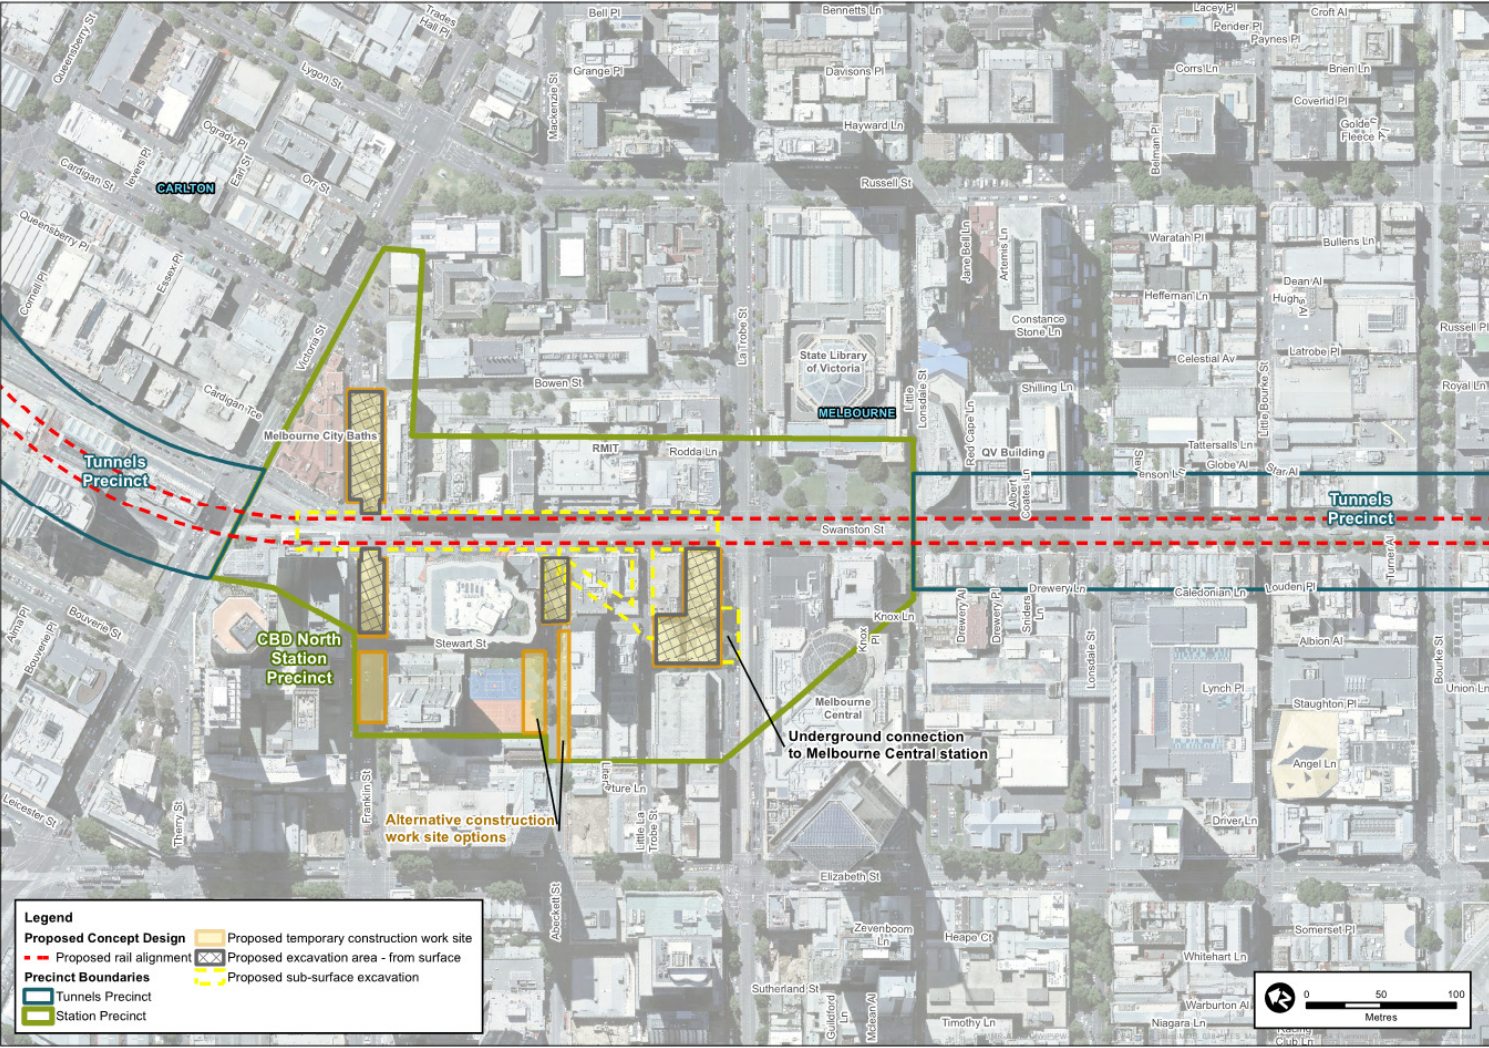 Queensberry St
Trades
Hall Pl
Bell Pl
Bennetts Ln
Lacey Pl
Croft Al
Pender Pl
Paynes Pl
Lygon St
Mackenzie St
Grange Pl
Davisons Pl
Corrs Ln
Brien Ln
Coverlid Pl
Ogrady Pl
Hayward Ln
Belman Pl
Golden
Fleece Al
Ievers Pl
Earl St
Cardigan St
CARLTON
Orr St
Russell St
Queensberry Pl
Essex Pl
Cornell Pl
Jane Bell Ln
Artemis Ln
Waratah Pl
Bullens Ln
Dean Al
Heffernan Ln
Hughs
Al
Constance
Stone Ln
Russell Pl
Victoria St
La Trobe St
State Library
of Victoria
Celestial Av
Latrobe Pl
Bowen St
Little
Lonsdale St
Shilling Ln
Little Bourke St
Royal Ln
Cardigan Tce
MELBOURNE
Melbourne City Baths
RMIT
Rodda Ln
Red Cape Ln
QV Building
Tattersalls Ln
Globe Al
Star Al
Stevenson Ln
Tunnels
Precinct
Albert
Coates Ln
Tunnels
Precinct
Swanston St
Turner Al
Drewery Ln
Caledonian Ln
Louden Pl
Alma Pl
Bouverie Pl
Bouverie St
CBD North
Station
Precinct
Stewart St
Knox Ln
Knox
Pl
Drewery Al
Drewery Pl
Sniders
Ln
Lonsdale St
Albion Al
Bourke St
Lynch Pl
Union Ln
Melbourne
Central
Staughton Pl
Underground connection
to Melbourne Central station
Angel Ln
Leicester St
Therry St
Franklin St
Literature Ln
Little La
Trobe St
Alternative construction
work site options
Driver Ln
Elizabeth St
Abeckett St
Zevenboom
Ln
Heape Ct
Somerset Pl
Whitehart Ln
Sutherland St
Guildford
Ln
Mclean Al
Timothy Ln
Warburton Al
Niagara Ln
Racing
Club Ln
Legend
Proposed Concept Design
Proposed rail alignment
Precinct Boundaries
Tunnels Precinct
Station Precinct
Proposed temporary construction work site
Proposed excavation area - from surface
Proposed sub-surface excavation
N
0 50 100
Metres